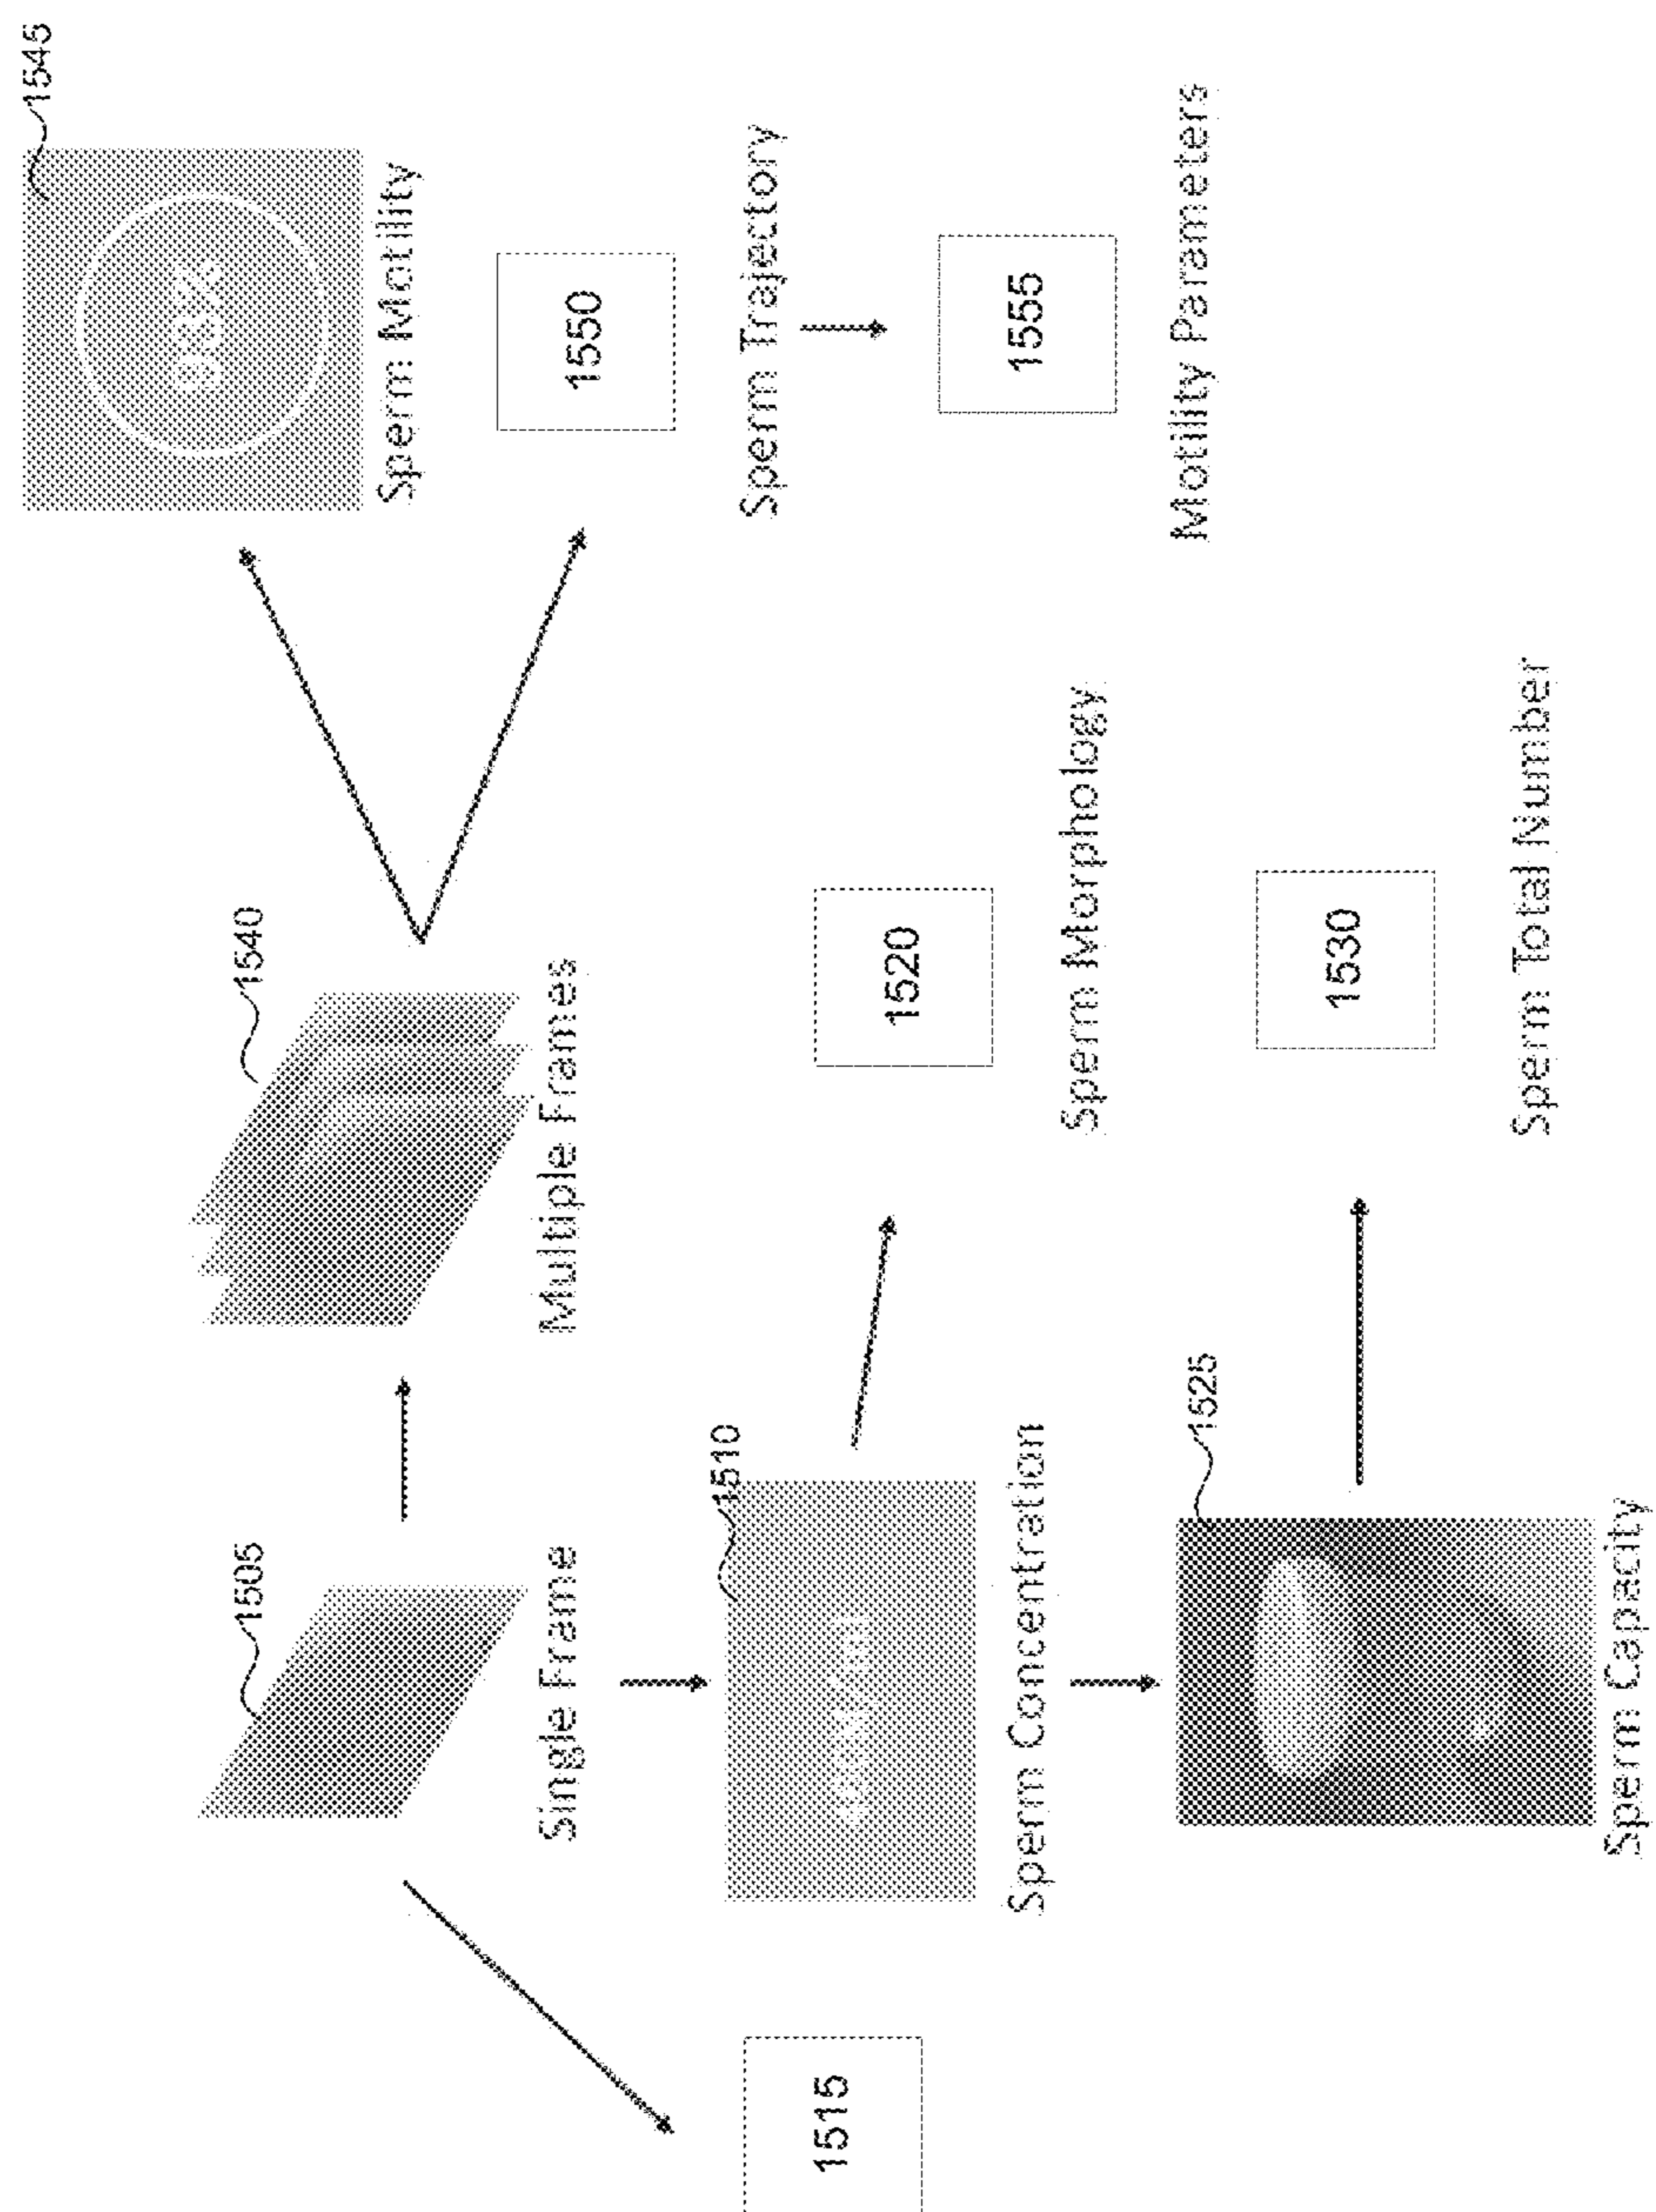 1505
Single Frame
1540
Multiple Frames
1545
Sperm Motility
1550
Sperm Trajectory
1555
Motility Parameters
1515
1510
Sperm Concentration
1520
Sperm Morphology
1525
Sperm Capacity
1530
Sperm Total Number